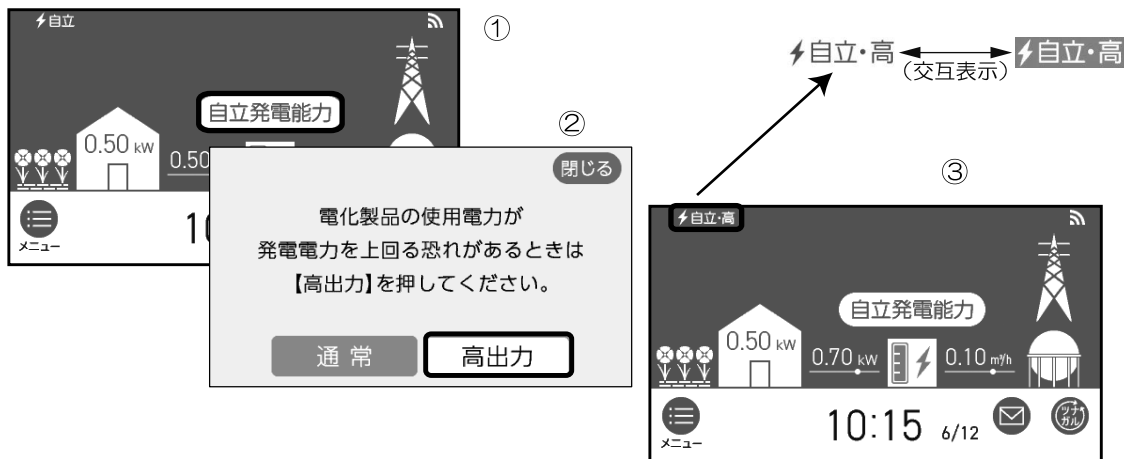 ①
⚡自立
自立発電能力
0.50 kW
0.50
メニュー
10
②
閉じる
電化製品の使用電力が
発電電力を上回る恐れがあるときは
【高出力】を押してください。
通常
高出力
⚡自立・高
(交互表示)
⚡自立・高
③
⚡自立・高
自立発電能力
0.50 kW
0.70 kW
0.10 m³/h
メニュー
10:15 6/12
ツナガル